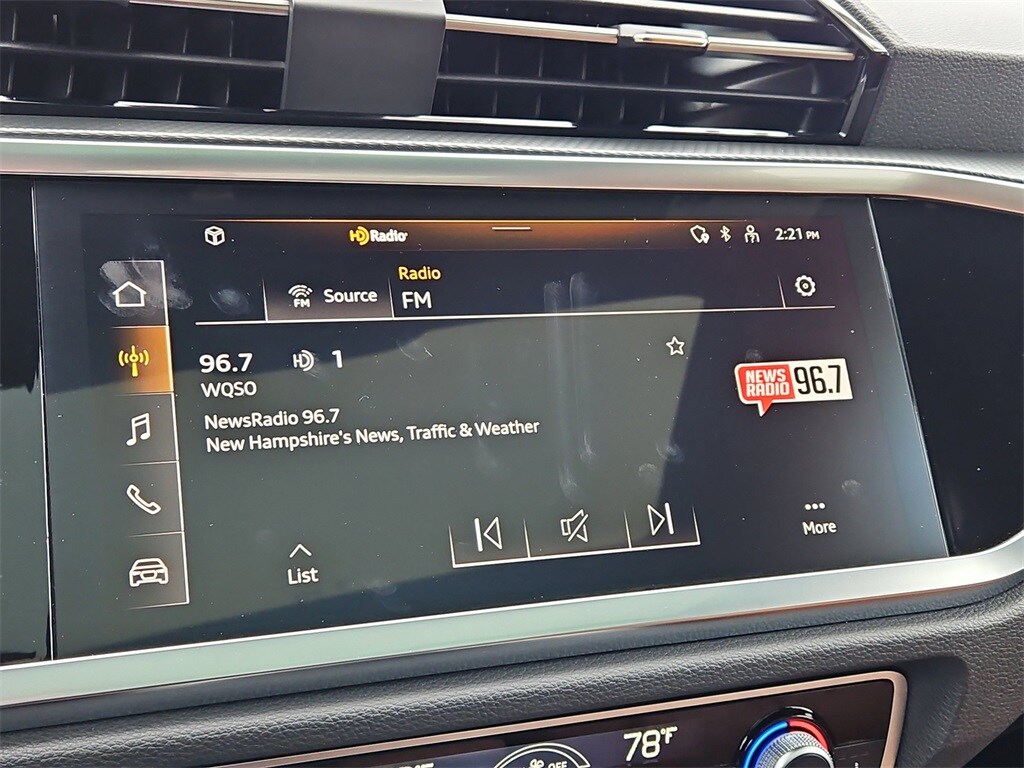 HD Radio 2:21 PM
Radio
FM Source FM
96.7 HD 1
WQSO
NewsRadio 96.7
New Hampshire's News, Traffic & Weather
NEWS RADIO 96.7
More
List
78°F
OFF